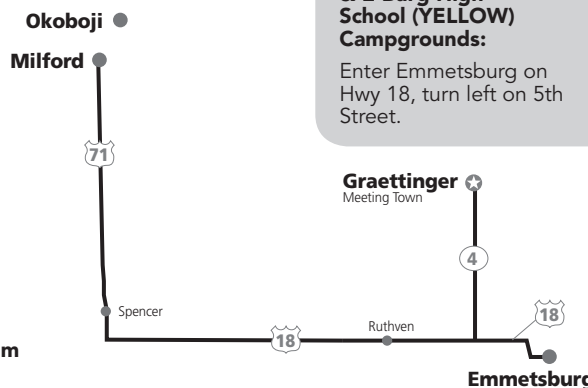 School (YELLOW)
Campgrounds:
Enter Emmetsburg on
Hwy 18, turn left on 5th
Street.
Okoboji
Milford
71
Graettinger
Meeting Town
4
Spencer
18
Ruthven
18
Emmetsburg